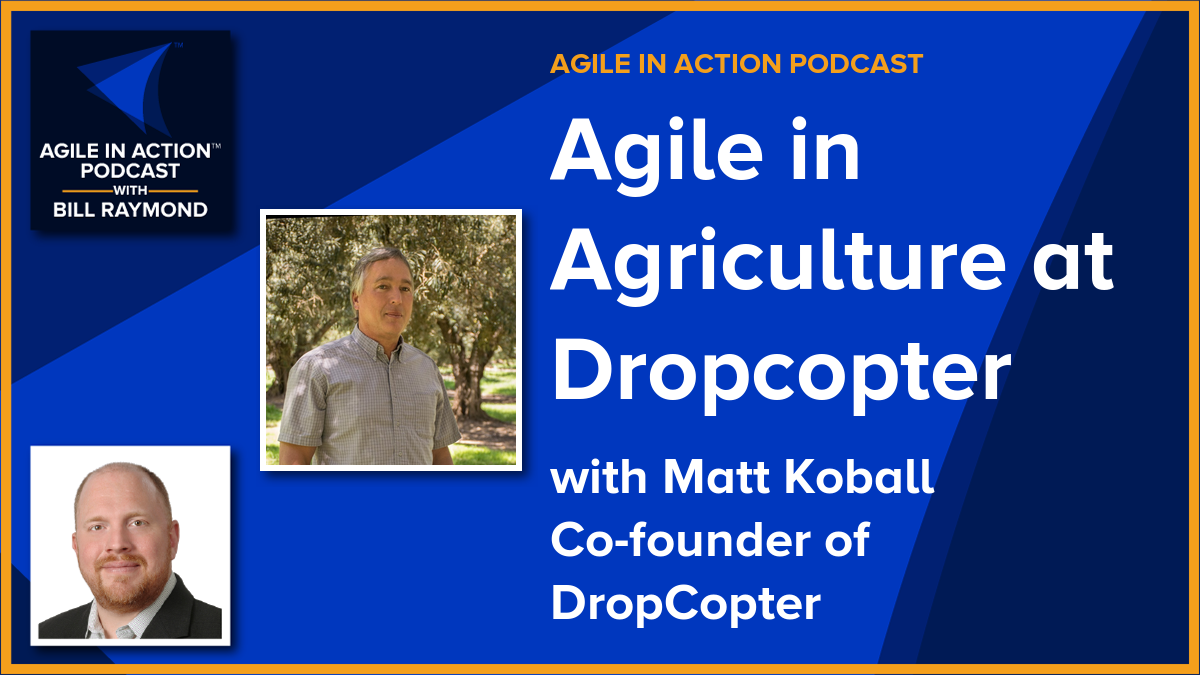 AGILE IN ACTION™
PODCAST
WITH
BILL RAYMOND
AGILE IN ACTION PODCAST
Agile in
Agriculture at
Dropcopter
with Matt Koball
Co-founder of
DropCopter